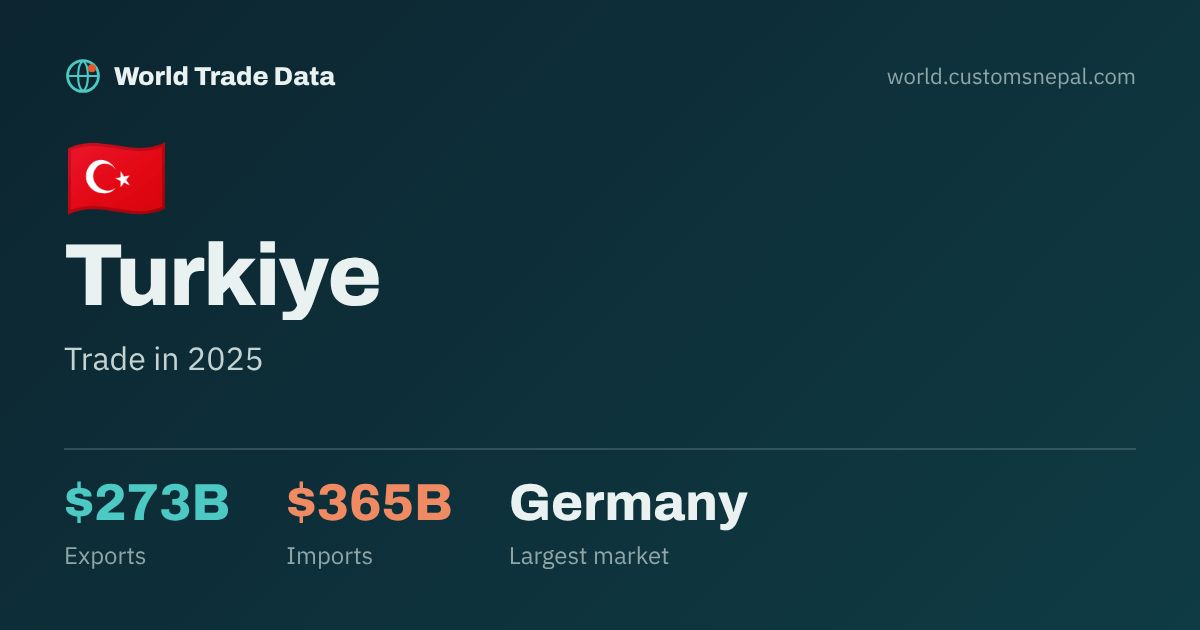 World Trade Data
world.customsnepal.com
Turkiye
Trade in 2025
$273B $365B Germany
Exports Imports Largest market